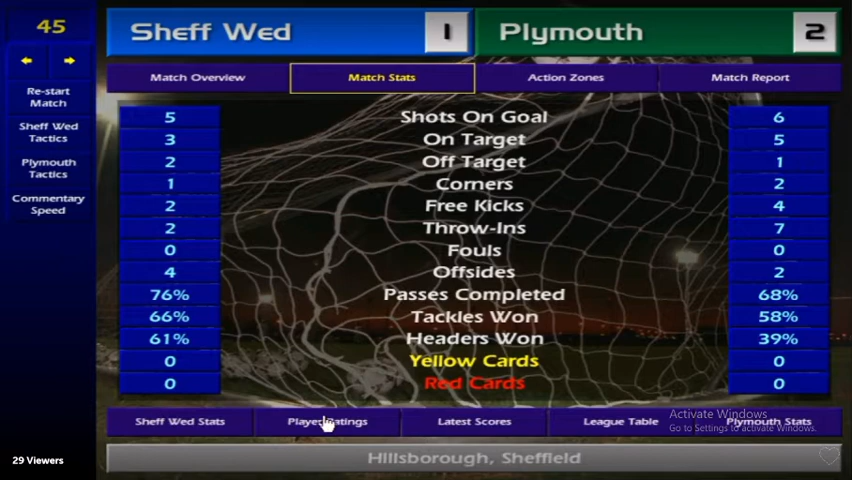 45
Sheff Wed 1 Plymouth 2
Match Overview Match Stats Action Zones Match Report
Re-start
Match
Sheff Wed
Tactics
Plymouth
Tactics
Commentary
Speed
5 Shots On Goal 6
3 On Target 5
2 Off Target 1
1 Corners 2
2 Free Kicks 4
2 Throw-Ins 7
0 Fouls 0
4 Offsides 2
76% Passes Completed 68%
66% Tackles Won 58%
61% Headers Won 39%
0 Yellow Cards 0
0 Red Cards 0
Activate Windows
Go to Settings to activate Windows.
Sheff Wed Stats Player Ratings Latest Scores League Table Plymouth Stats
29 Viewers
Hillsborough, Sheffield